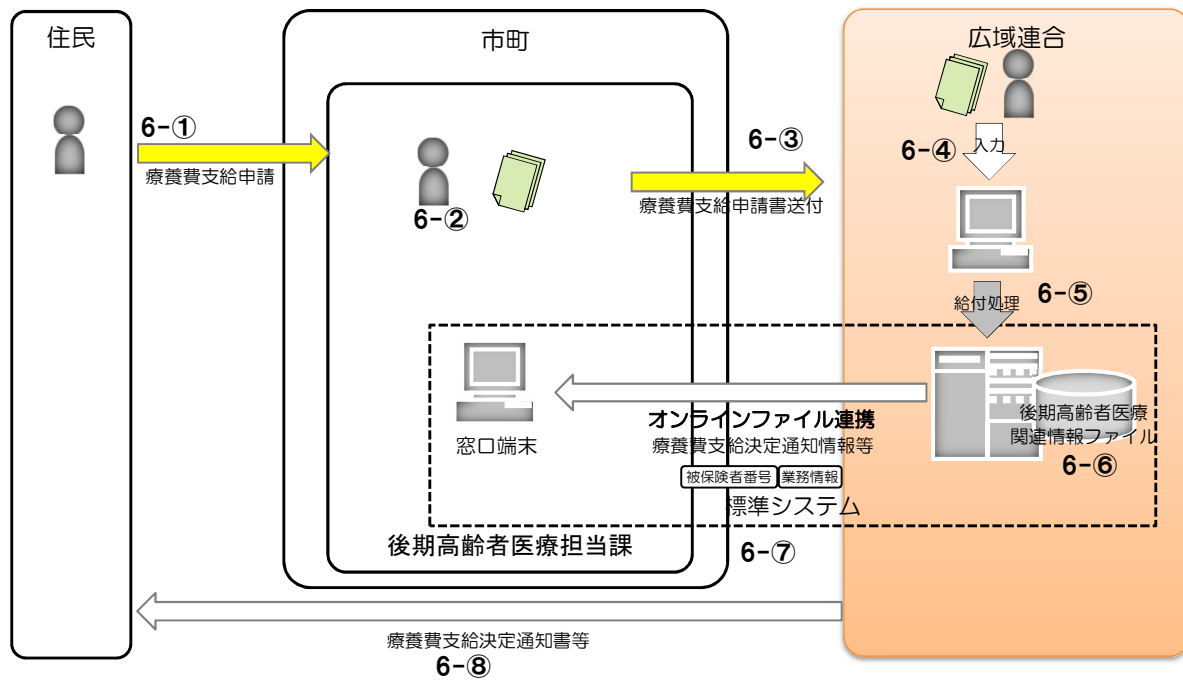 住民
市町
広域連合
6-①
療養費支給申請
6-②
6-③
療養費支給申請書送付
6-④
入力
6-⑤
給付処理
窓口端末
オンラインファイル連携
療養費支給決定通知情報等
被保険者番号
業務情報
標準システム
後期高齢者医療
関連情報ファイル
6-⑥
後期高齢者医療担当課
6-⑦
療養費支給決定通知書等
6-⑧